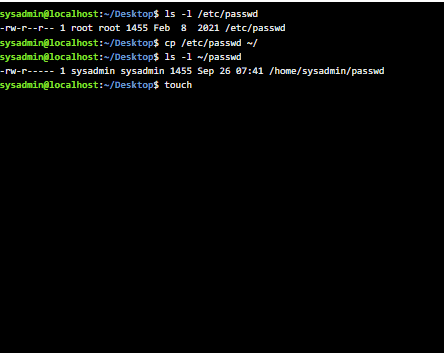 sysadmin@localhost:~/Desktop$ ls -l /etc/passwd
-rw-r--r-- 1 root root 1455 Feb  8  2021 /etc/passwd
sysadmin@localhost:~/Desktop$ cp /etc/passwd ~/
sysadmin@localhost:~/Desktop$ ls -l ~/passwd
-rw-r----- 1 sysadmin sysadmin 1455 Sep 26 07:41 /home/sysadmin/passwd
sysadmin@localhost:~/Desktop$ touch